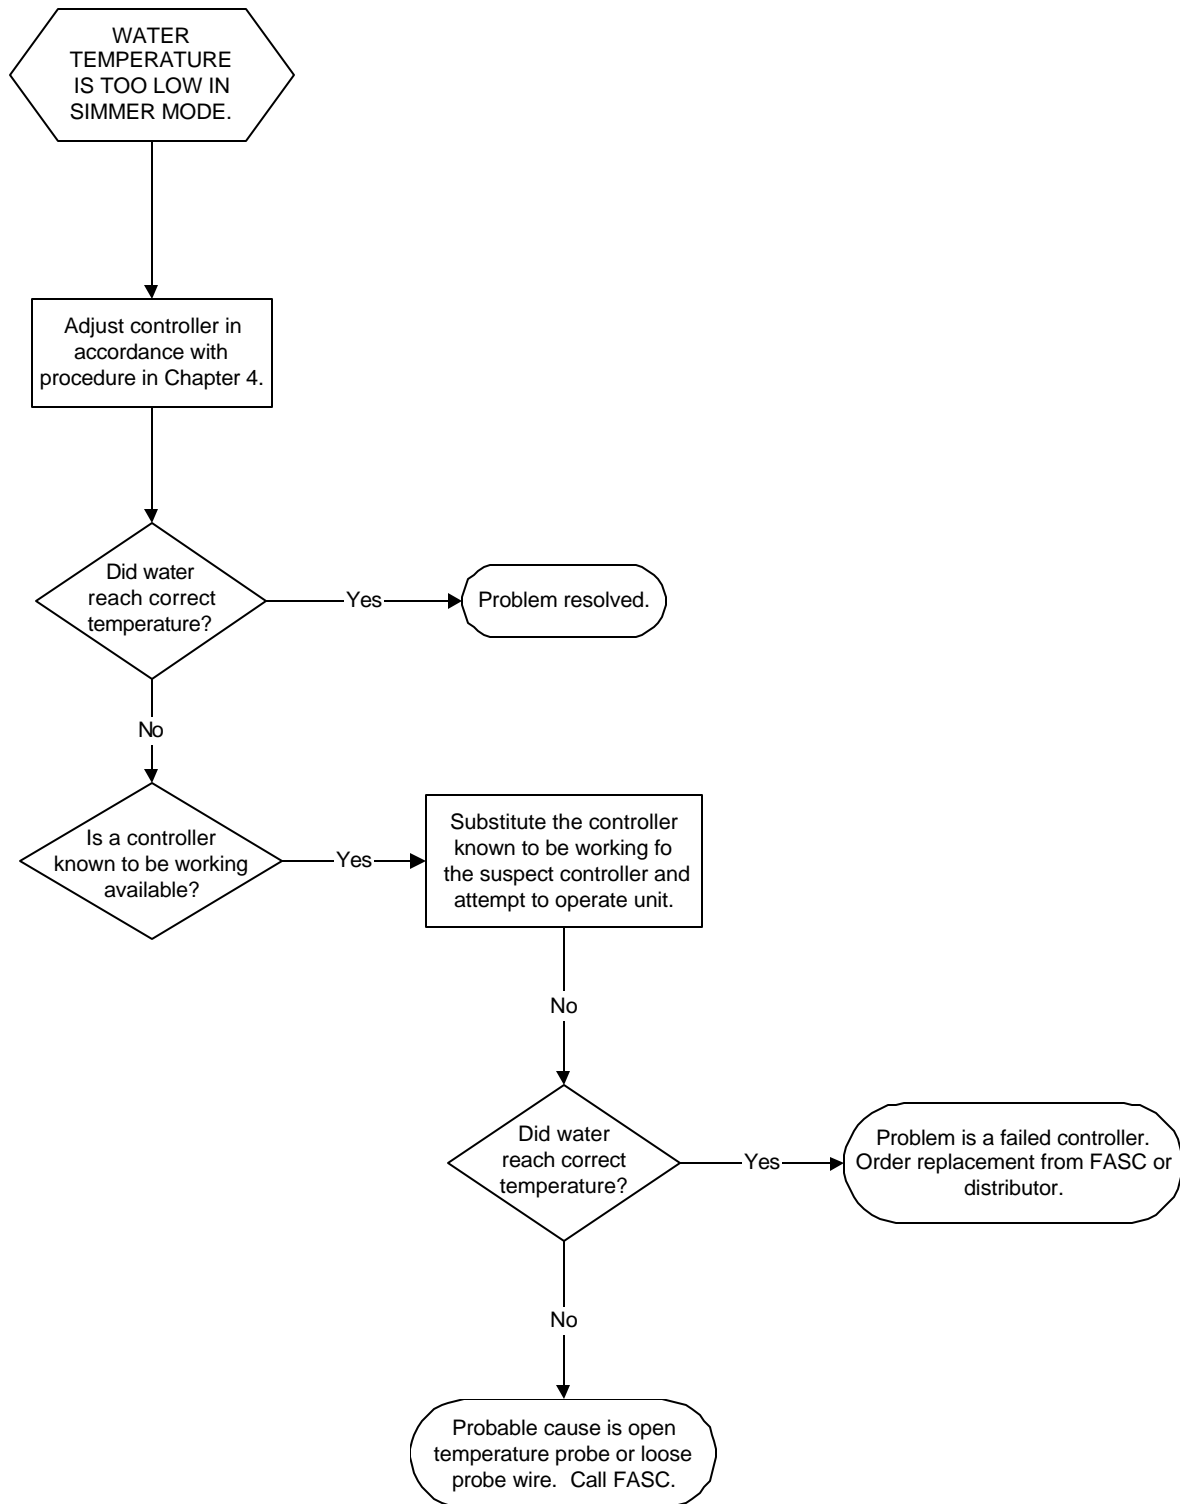 WATER
TEMPERATURE
IS TOO LOW IN
SIMMER MODE.
Adjust controller in
accordance with
procedure in Chapter 4.
Did water
reach correct
temperature?
Yes
Problem resolved.
No
Is a controller
known to be working
available?
Yes
Substitute the controller
known to be working fo
the suspect controller and
attempt to operate unit.
No
Did water
reach correct
temperature?
Yes
Problem is a failed controller.
Order replacement from FASC or
distributor.
No
Probable cause is open
temperature probe or loose
probe wire.  Call FASC.